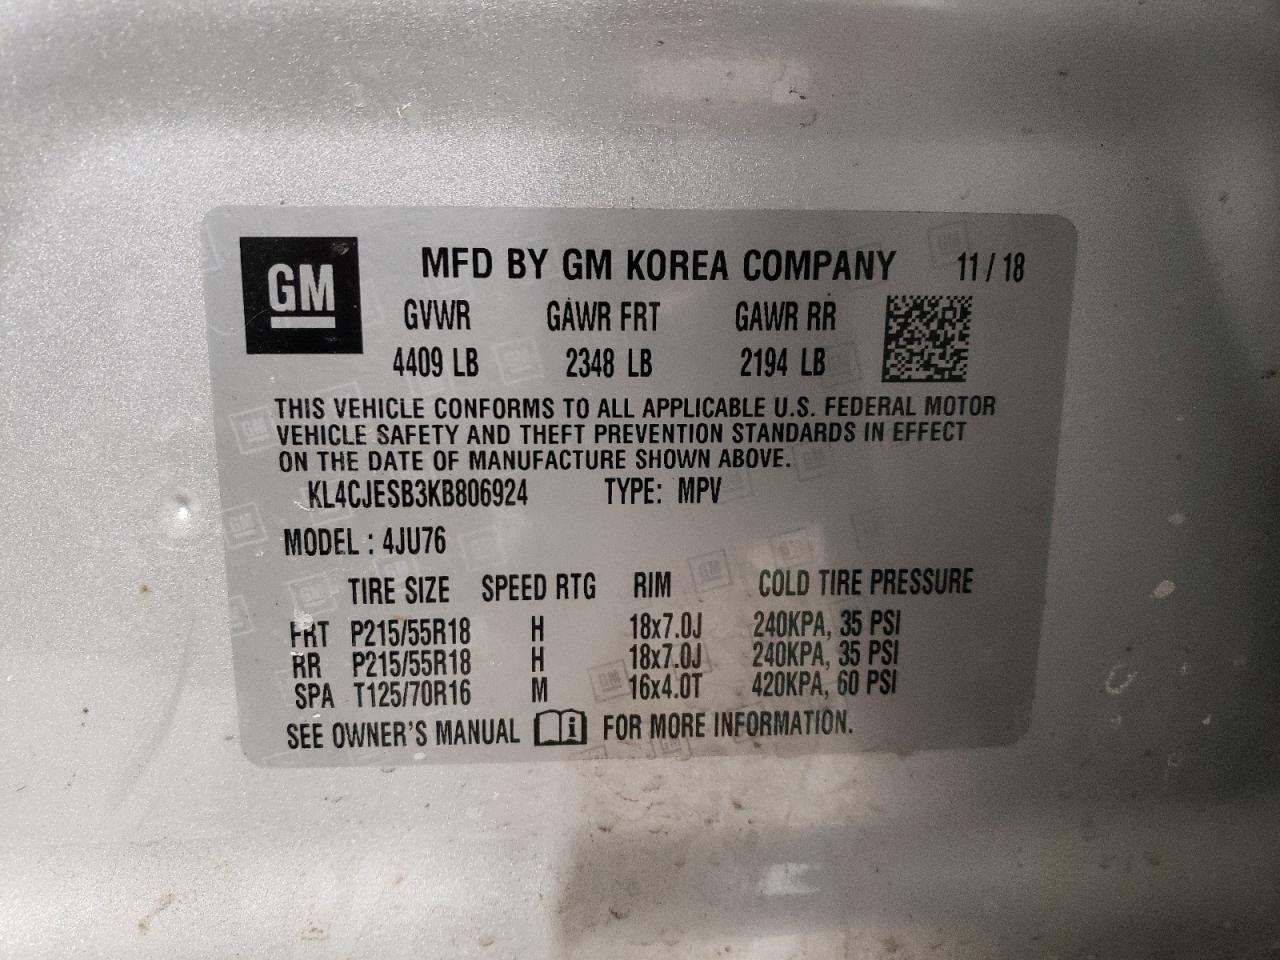 GM
MFD BY GM KOREA COMPANY 11 / 18
GVWR GAWR FRT GAWR RR
4409 LB 2348 LB 2194 LB
THIS VEHICLE CONFORMS TO ALL APPLICABLE U.S. FEDERAL MOTOR
VEHICLE SAFETY AND THEFT PREVENTION STANDARDS IN EFFECT
ON THE DATE OF MANUFACTURE SHOWN ABOVE.
KL4CJESB3KB806924 TYPE: MPV
MODEL : 4JU76
TIRE SIZE SPEED RTG RIM COLD TIRE PRESSURE
FRT P215/55R18 H 18x7.0J 240KPA, 35 PSI
RR P215/55R18 H 18x7.0J 240KPA, 35 PSI
SPA T125/70R16 M 16x4.0T 420KPA, 60 PSI
SEE OWNER'S MANUAL FOR MORE INFORMATION.